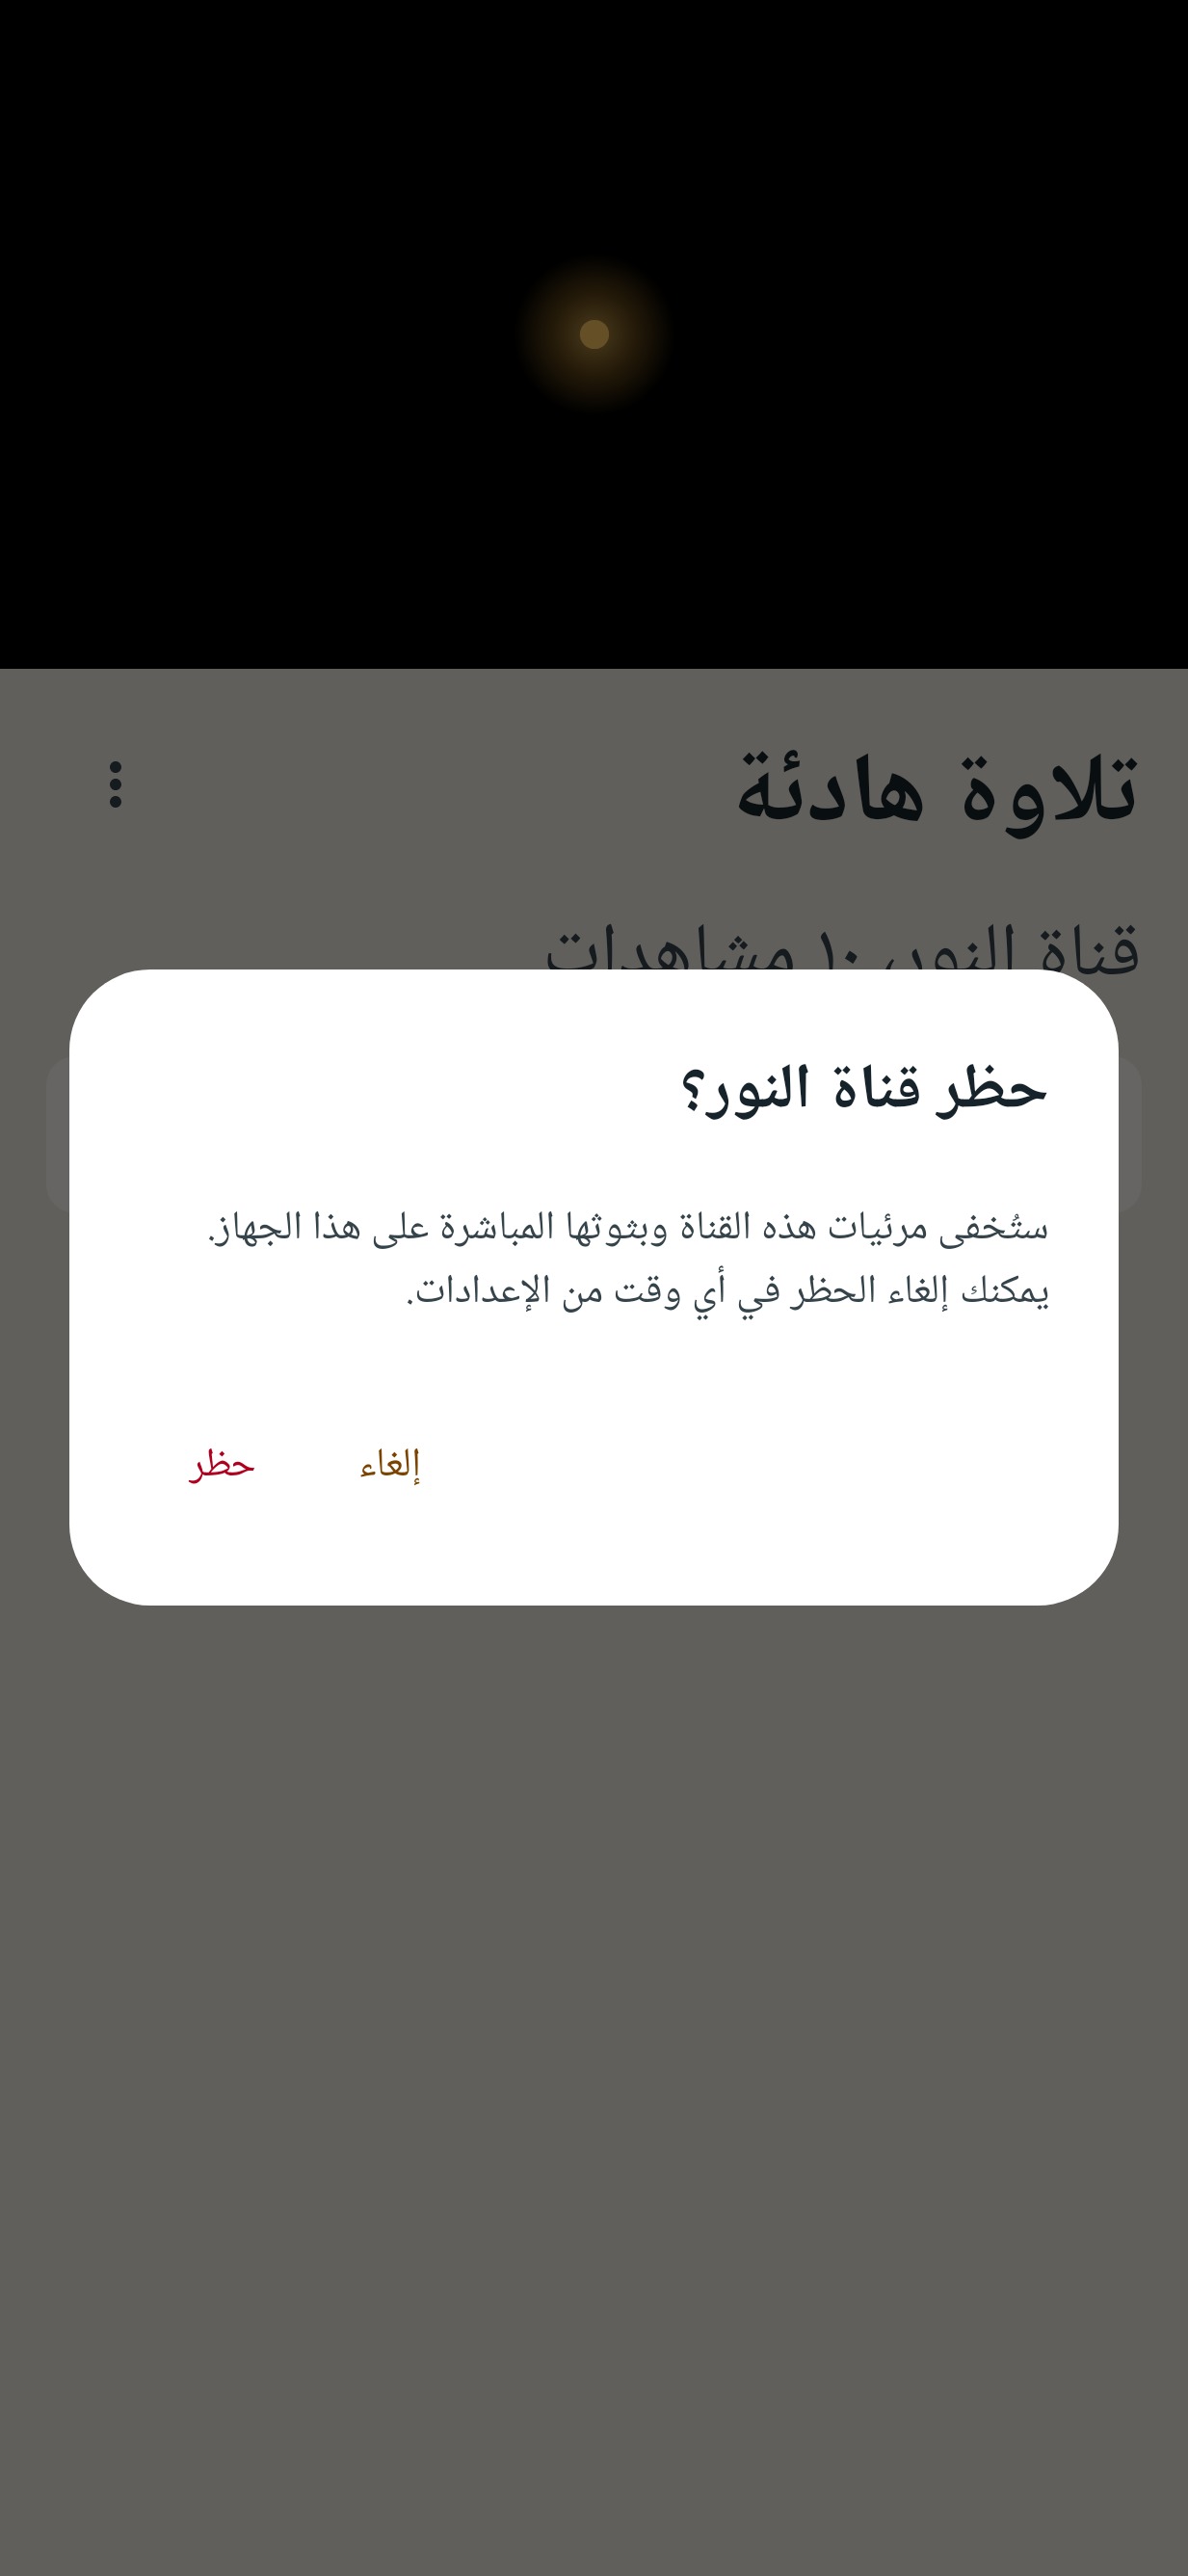 تلاوة هادئة
قناة النور، ١٠ مشاهدات
حظر قناة النور؟
ستُخفى مرئيات هذه القناة وبثوثها المباشرة على هذا الجهاز.
يمكنك إلغاء الحظر في أي وقت من الإعدادات.
إلغاء
حظر